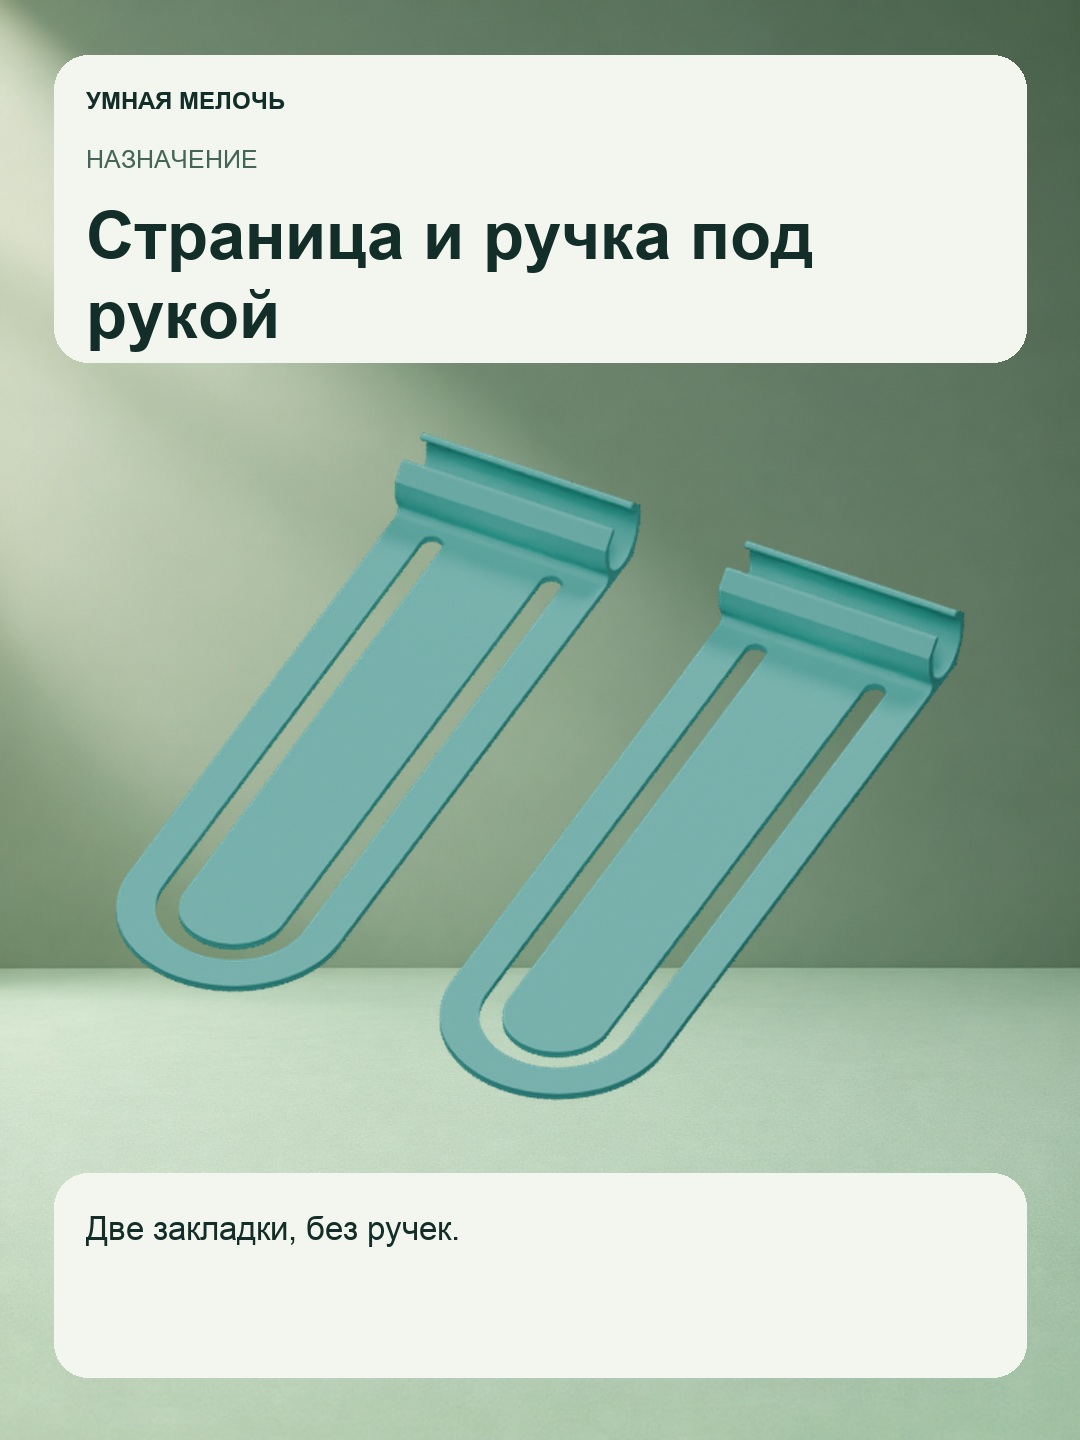 УМНАЯ МЕЛОЧЬ
НАЗНАЧЕНИЕ
Страница и ручка под
рукой
Две закладки, без ручек.